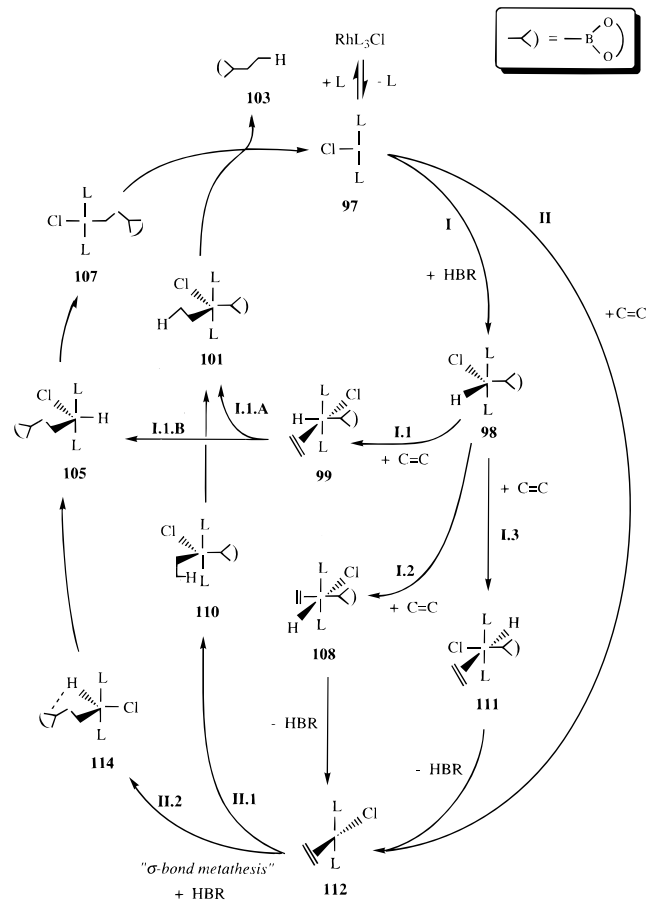 = — B O O
RhL3Cl
+ L - L
H
103
L
Cl
L
97
I
II
+ HBR
+C=C
L
Cl
L
107
L
Cl
H
L
101
L
Cl
H
L
98
L
Cl
H
L
105
I.1.A
I.1.B
L
Cl
H
L
99
I.1
+ C=C
+ C=C
I.3
I.2
+ C=C
L
Cl
H
L
110
L
Cl
H
L
108
L
H
Cl
L
111
L
H
Cl
L
114
- HBR
- HBR
II.2
II.1
L
Cl
L
112
"σ-bond metathesis"
+ HBR